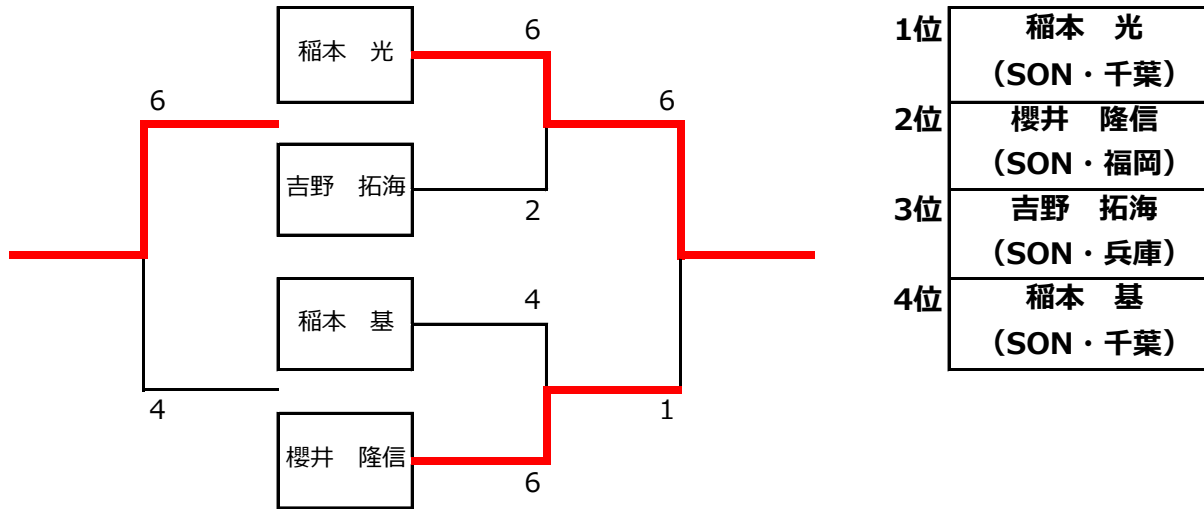 6
稲本　光
6
6
吉野　拓海
2
稲本　基
4
4
1
櫻井　隆信
6
1位
稲本　光
（SON・千葉）
2位
櫻井　隆信
（SON・福岡）
3位
吉野　拓海
（SON・兵庫）
4位
稲本　基
（SON・千葉）